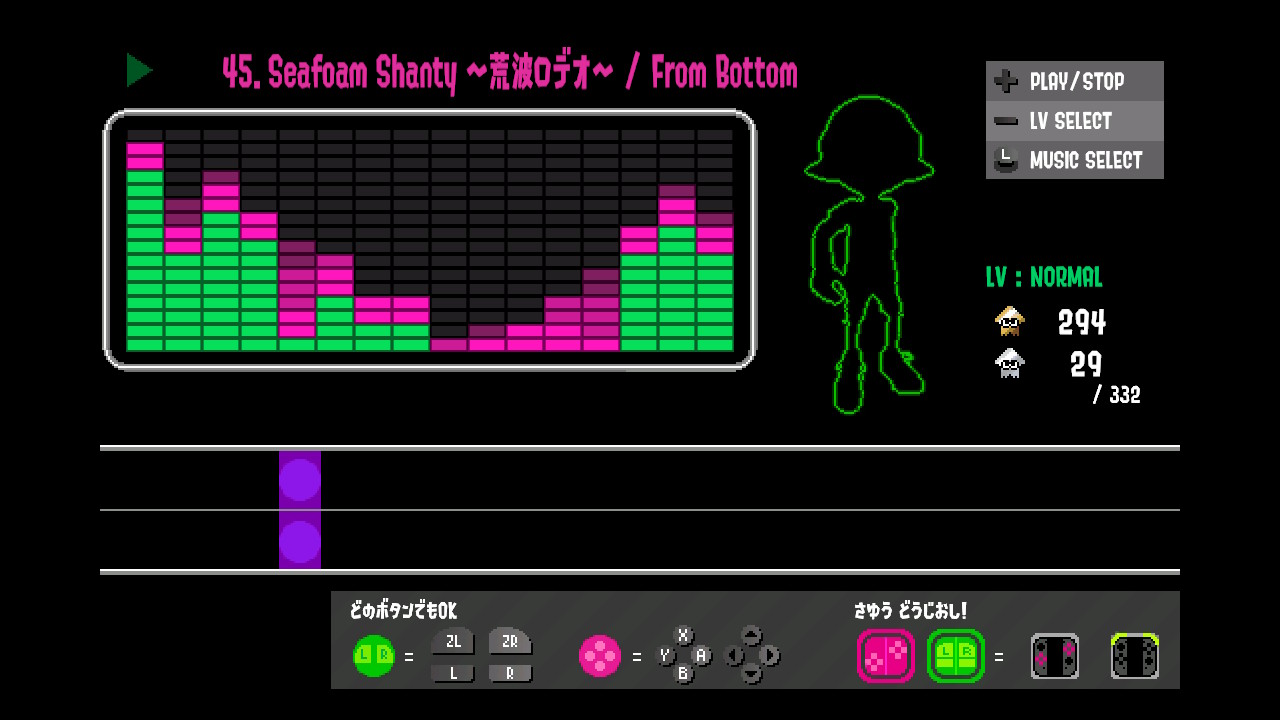 45. Seafoam Shanty ～荒波ロデオ～ / From Bottom
PLAY/STOP
LV SELECT
L MUSIC SELECT
LV : NORMAL
294
29
/ 332
どのボタンでもOK
さゆう どうじおし!
L R = ZL ZR L R
= X Y A B
L R =